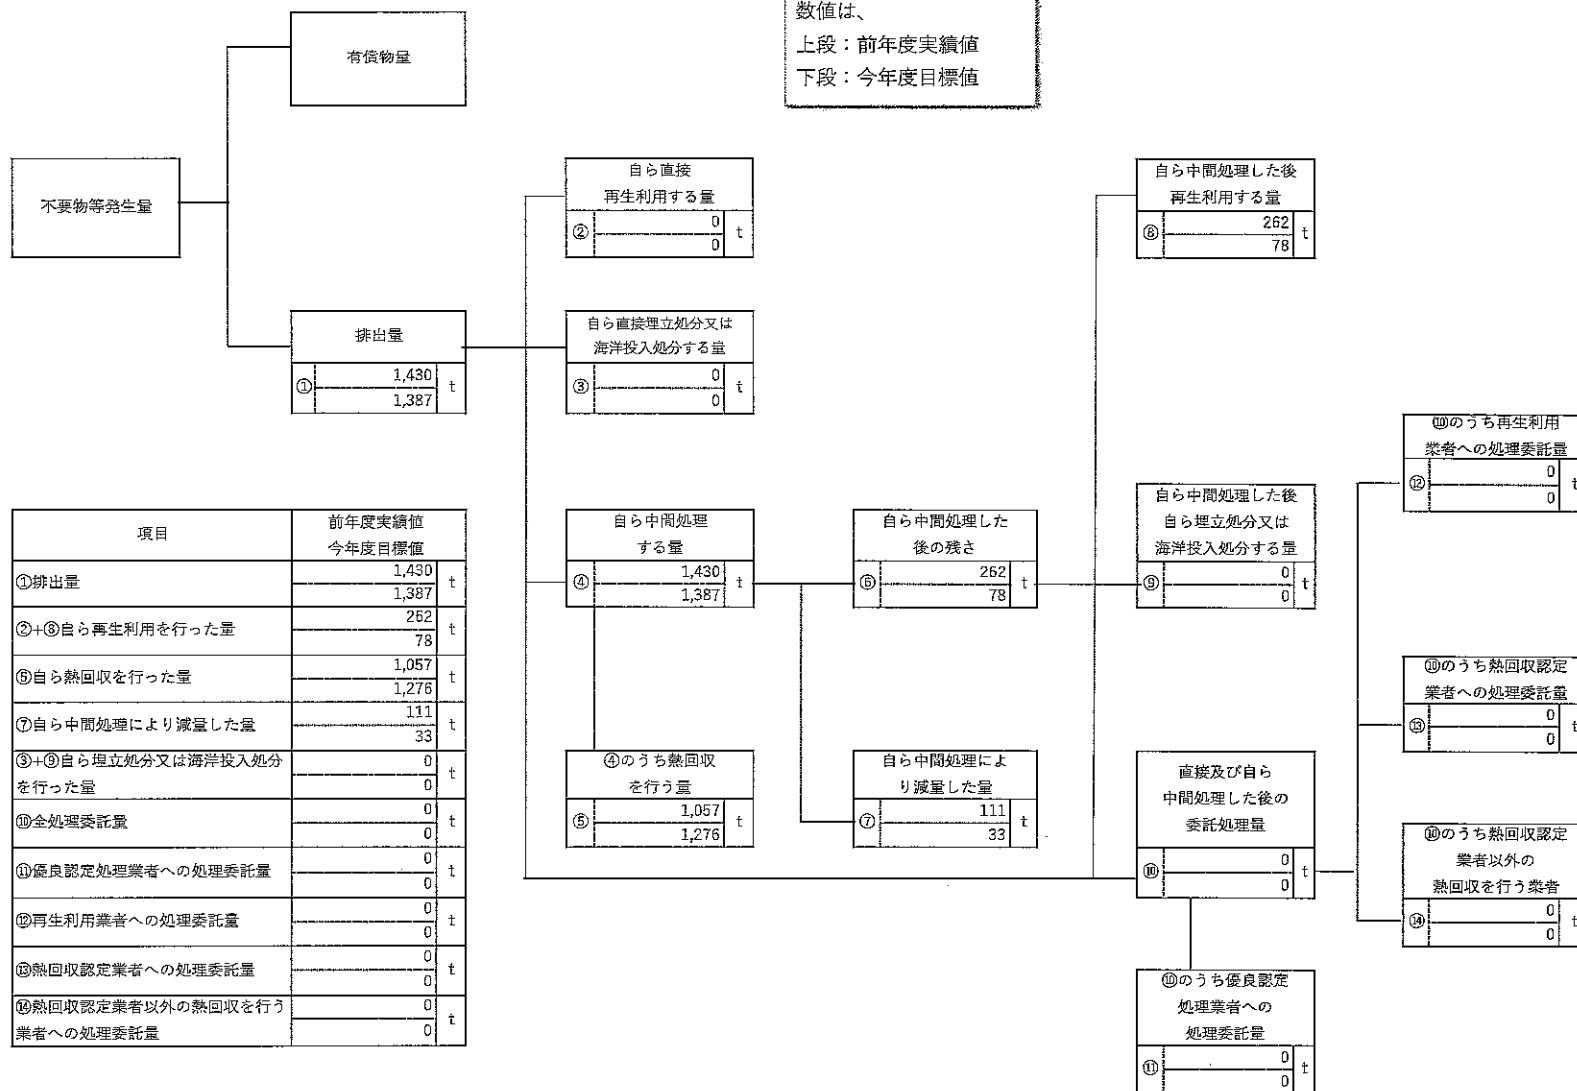 数値は、
上段：前年度実績値
下段：今年度目標値
有償物量
不要物等発生量
排出量
① 1,430 t
1,387
自ら直接
再生利用する量
② 0 t
0
自ら直接埋立処分又は
海洋投入処分する量
③ 0 t
0
自ら中間処理
する量
④ 1,430 t
1,387
④のうち熱回収
を行う量
⑤ 1,057 t
1,276
自ら中間処理した
後の残さ
⑥ 262 t
78
自ら中間処理によ
り減量した量
⑦ 111 t
33
自ら中間処理した後
再生利用する量
⑧ 262 t
78
自ら中間処理した後
自ら埋立処分又は
海洋投入処分する量
⑨ 0 t
0
直接及び自ら
中間処理した後の
委託処理量
⑩ 0 t
0
⑩のうち優良認定
処理業者への
処理委託量
⑪ 0 t
0
⑩のうち再生利用
業者への処理委託量
⑫ 0 t
0
⑩のうち熱回収認定
業者への処理委託量
⑬ 0 t
0
⑩のうち熱回収認定
業者以外の
熱回収を行う業者
⑭ 0 t
0
項目 前年度実績値
今年度目標値
①排出量 1,430 t
1,387
②+⑧自ら再生利用を行った量 262 t
78
⑤自ら熱回収を行った量 1,057 t
1,276
⑦自ら中間処理により減量した量 111 t
33
③+⑨自ら埋立処分又は海洋投入処分 0 t
を行った量 0
⑩全処理委託量 0 t
0
⑪優良認定処理業者への処理委託量 0 t
0
⑫再生利用業者への処理委託量 0 t
0
⑬熱回収認定業者への処理委託量 0 t
0
⑭熱回収認定業者以外の熱回収を行う 0 t
業者への処理委託量 0